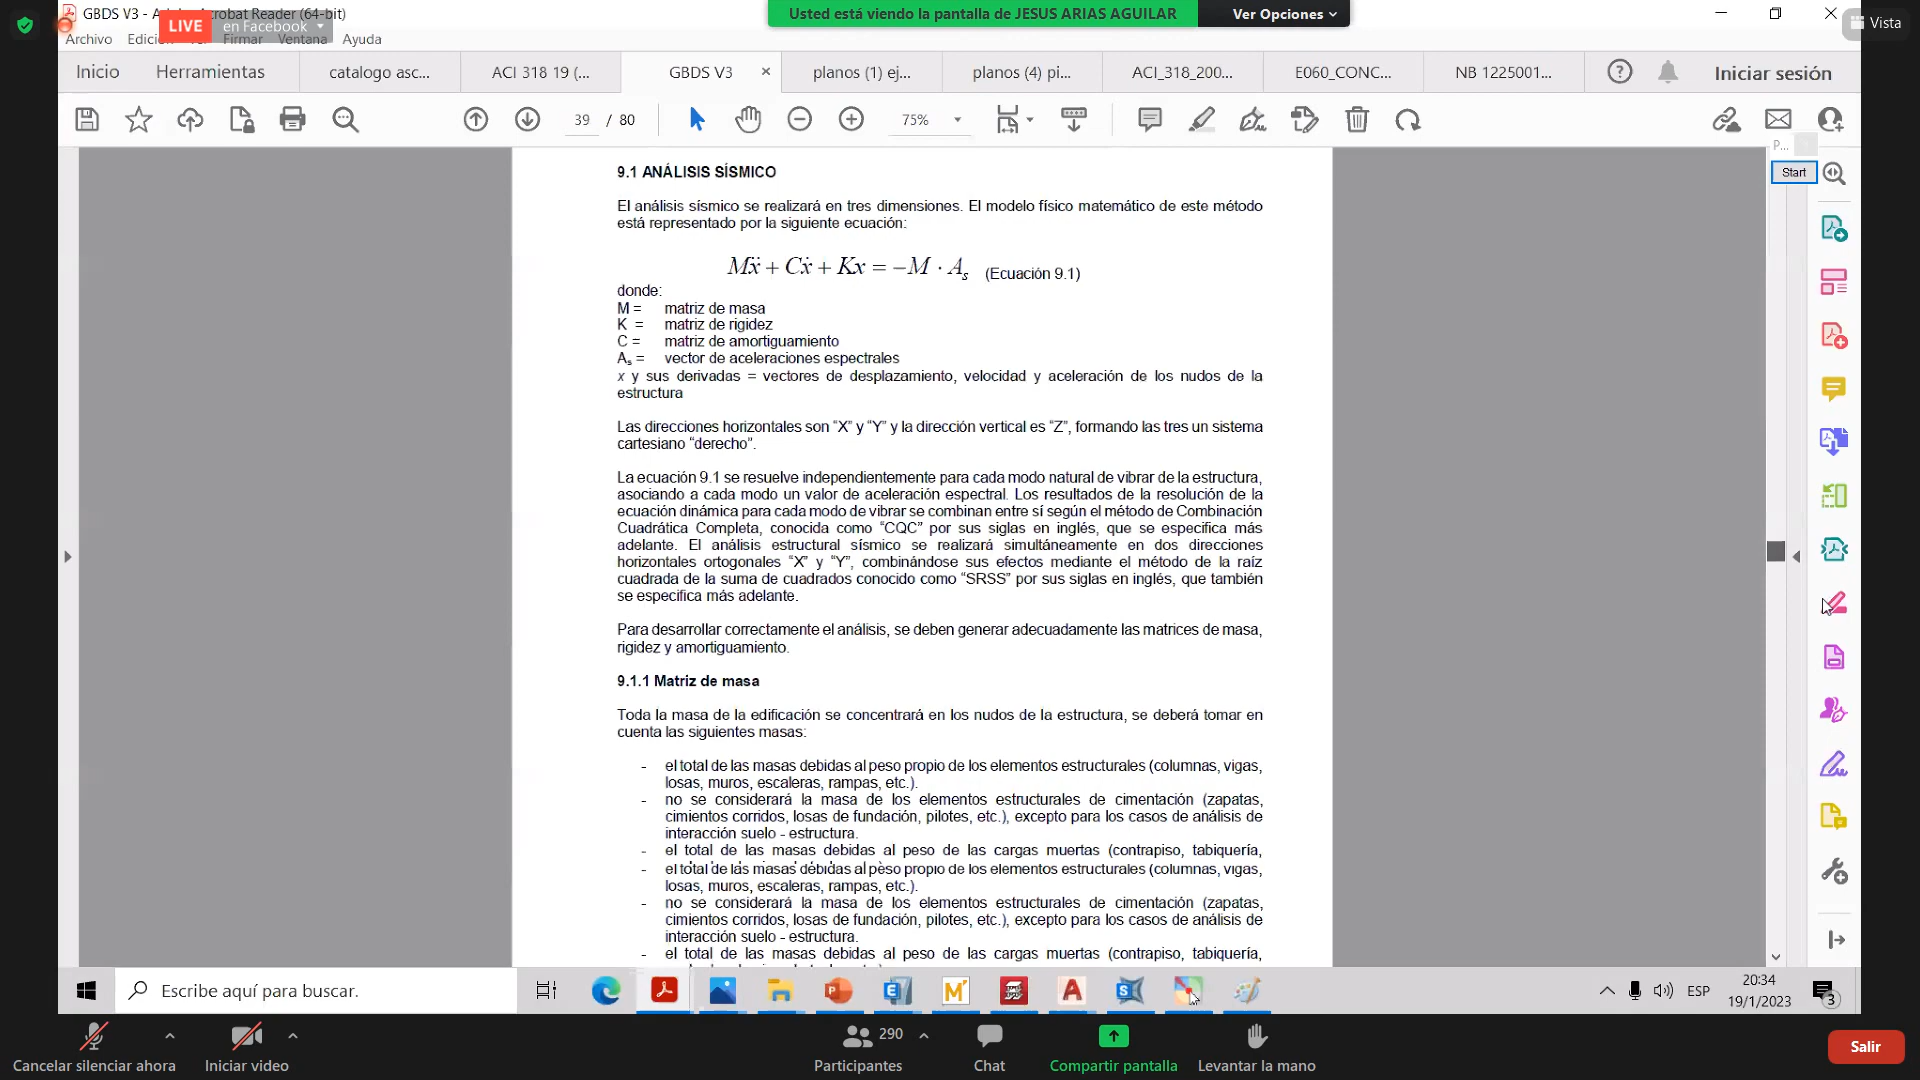 GBDS V3 - Adobe Acrobat Reader (64-bit)
LIVE en Facebook
Usted está viendo la pantalla de JESUS ARIAS AGUILAR
Ver Opciones
Vista
Archivo Edición Ver Firmar Ventana Ayuda
Inicio
Herramientas
catalogo asc...
ACI 318 19 (...
GBDS V3
planos (1) ej...
planos (4) pi...
ACI_318_200...
E060_CONC...
NB 1225001...
Iniciar sesión
39 / 80
75%
P...
Start
9.1 ANÁLISIS SÍSMICO
El análisis sísmico se realizará en tres dimensiones. El modelo físico matemático de este método
está representado por la siguiente ecuación:
Mẍ + Cẋ + Kx = −M · Aₛ (Ecuación 9.1)
donde:
M = matriz de masa
K = matriz de rigidez
C = matriz de amortiguamiento
Aₛ = vector de aceleraciones espectrales
x y sus derivadas = vectores de desplazamiento, velocidad y aceleración de los nudos de la
estructura
Las direcciones horizontales son “X” y “Y” y la dirección vertical es “Z”, formando las tres un sistema
cartesiano “derecho”.
La ecuación 9.1 se resuelve independientemente para cada modo natural de vibrar de la estructura,
asociando a cada modo un valor de aceleración espectral. Los resultados de la resolución de la
ecuación dinámica para cada modo de vibrar se combinan entre sí según el método de Combinación
Cuadrática Completa, conocida como “CQC” por sus siglas en inglés, que se especifica más
adelante. El análisis estructural sísmico se realizará simultáneamente en dos direcciones
horizontales ortogonales “X” y “Y”, combinándose sus efectos mediante el método de la raíz
cuadrada de la suma de cuadrados conocido como “SRSS” por sus siglas en inglés, que también
se especifica más adelante.
Para desarrollar correctamente el análisis, se deben generar adecuadamente las matrices de masa,
rigidez y amortiguamiento.
9.1.1 Matriz de masa
Toda la masa de la edificación se concentrará en los nudos de la estructura, se deberá tomar en
cuenta las siguientes masas:
- el total de las masas debidas al peso propio de los elementos estructurales (columnas, vigas,
losas, muros, escaleras, rampas, etc.).
- no se considerará la masa de los elementos estructurales de cimentación (zapatas,
cimientos corridos, losas de fundación, pilotes, etc.), excepto para los casos de análisis de
interacción suelo - estructura.
- el total de las masas debidas al peso de las cargas muertas (contrapiso, tabiquería,
- el total de las masas debidas al peso propio de los elementos estructurales (columnas, vigas,
losas, muros, escaleras, rampas, etc.).
- no se considerará la masa de los elementos estructurales de cimentación (zapatas,
cimientos corridos, losas de fundación, pilotes, etc.), excepto para los casos de análisis de
interacción suelo - estructura.
- el total de las masas debidas al peso de las cargas muertas (contrapiso, tabiquería,
Escribe aquí para buscar.
ESP
20:34
19/1/2023
3
Cancelar silenciar ahora
Iniciar video
290
Participantes
Chat
Compartir pantalla
Levantar la mano
Salir